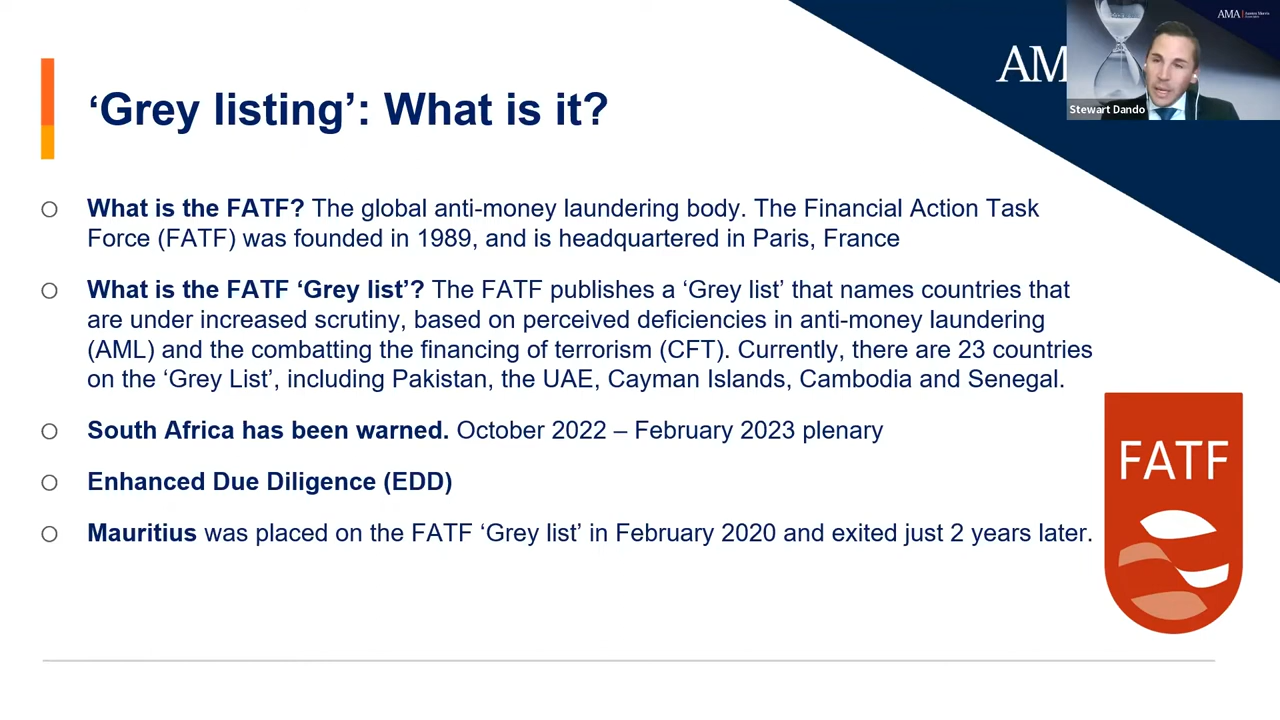 AMA
AM
Stewart Dando
‘Grey listing’: What is it?
What is the FATF? The global anti-money laundering body. The Financial Action Task
Force (FATF) was founded in 1989, and is headquartered in Paris, France
What is the FATF ‘Grey list’? The FATF publishes a ‘Grey list’ that names countries that
are under increased scrutiny, based on perceived deficiencies in anti-money laundering
(AML) and the combatting the financing of terrorism (CFT). Currently, there are 23 countries
on the ‘Grey List’, including Pakistan, the UAE, Cayman Islands, Cambodia and Senegal.
South Africa has been warned. October 2022 – February 2023 plenary
Enhanced Due Diligence (EDD)
Mauritius was placed on the FATF ‘Grey list’ in February 2020 and exited just 2 years later.
FATF